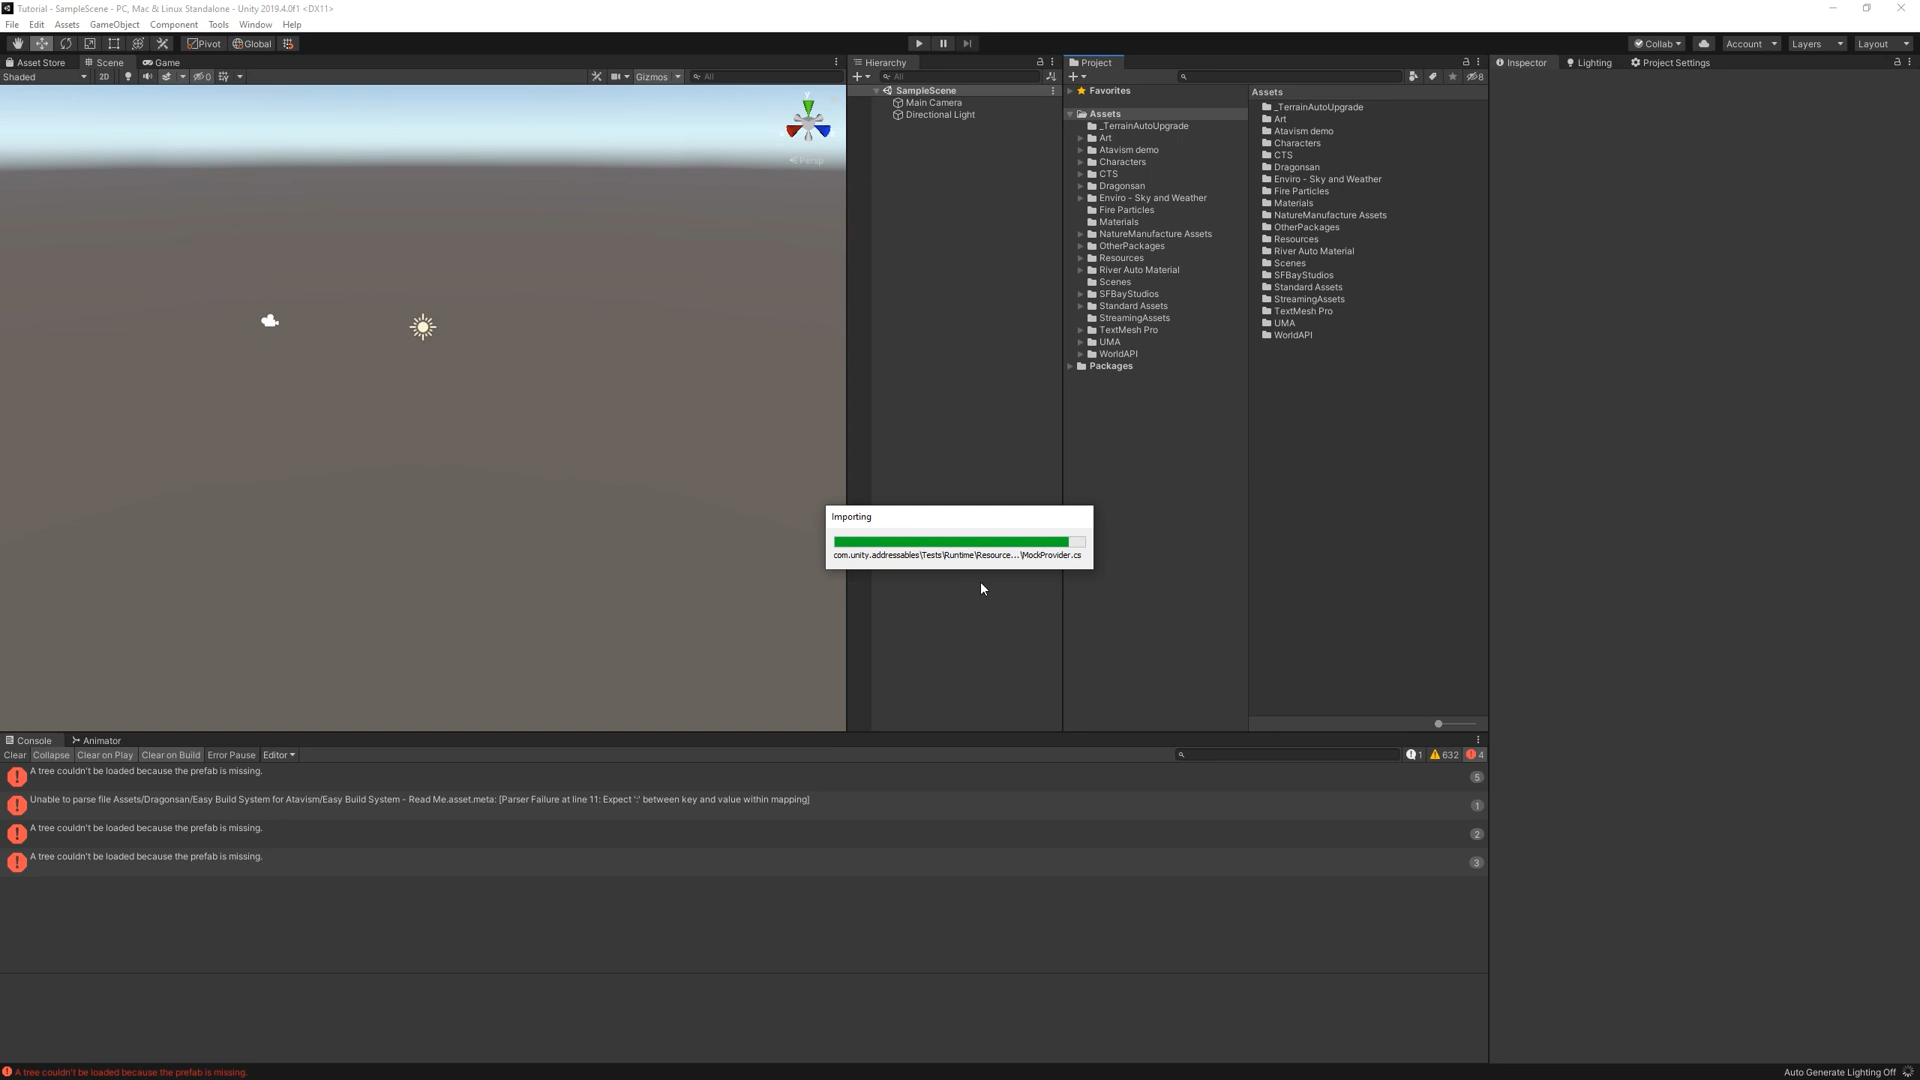 Tutorial - SampleScene - PC, Mac & Linux Standalone - Unity 2019.4.0f1 <DX11>
File Edit Assets GameObject Component Tools Window Help
Pivot Global Collab Account Layers Layout
Asset Store Scene Game
Shaded 2D 0 Gizmos All
y
Persp
Hierarchy
All
SampleScene
Main Camera
Directional Light
Project
8
Favorites
Assets
_TerrainAutoUpgrade
Art
Atavism demo
Characters
CTS
Dragonsan
Enviro - Sky and Weather
Fire Particles
Materials
NatureManufacture Assets
OtherPackages
Resources
River Auto Material
Scenes
SFBayStudios
Standard Assets
StreamingAssets
TextMesh Pro
UMA
WorldAPI
Packages
Assets
_TerrainAutoUpgrade
Art
Atavism demo
Characters
CTS
Dragonsan
Enviro - Sky and Weather
Fire Particles
Materials
NatureManufacture Assets
OtherPackages
Resources
River Auto Material
Scenes
SFBayStudios
Standard Assets
StreamingAssets
TextMesh Pro
UMA
WorldAPI
Inspector Lighting Project Settings
Importing
com.unity.addressables\Tests\Runtime\Resource...\MockProvider.cs
Console Animator
Clear Collapse Clear on Play Clear on Build Error Pause Editor 1 632 4
A tree couldn't be loaded because the prefab is missing. 5
Unable to parse file Assets/Dragonsan/Easy Build System for Atavism/Easy Build System - Read Me.asset.meta: [Parser Failure at line 11: Expect ':' between key and value within mapping] 1
A tree couldn't be loaded because the prefab is missing. 2
A tree couldn't be loaded because the prefab is missing. 3
A tree couldn't be loaded because the prefab is missing. Auto Generate Lighting Off